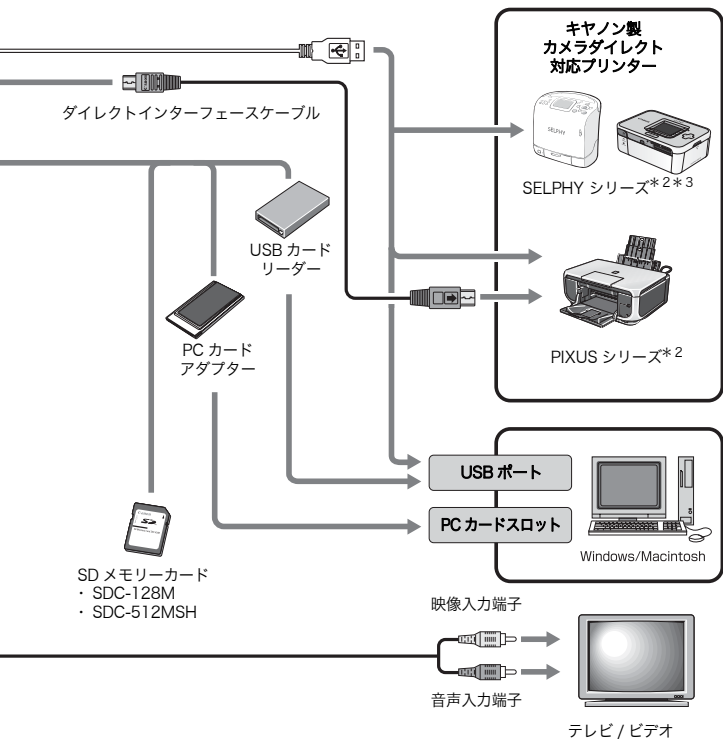 キヤノン製
カメラダイレクト
対応プリンター
ダイレクトインターフェースケーブル
SELPHY
SELPHY シリーズ＊2＊3
USB カード
リーダー
PC カード
アダプター
PIXUS シリーズ＊2
USB ポート
PC カードスロット
Windows/Macintosh
SD メモリーカード
・ SDC-128M
・ SDC-512MSH
映像入力端子
音声入力端子
テレビ / ビデオ